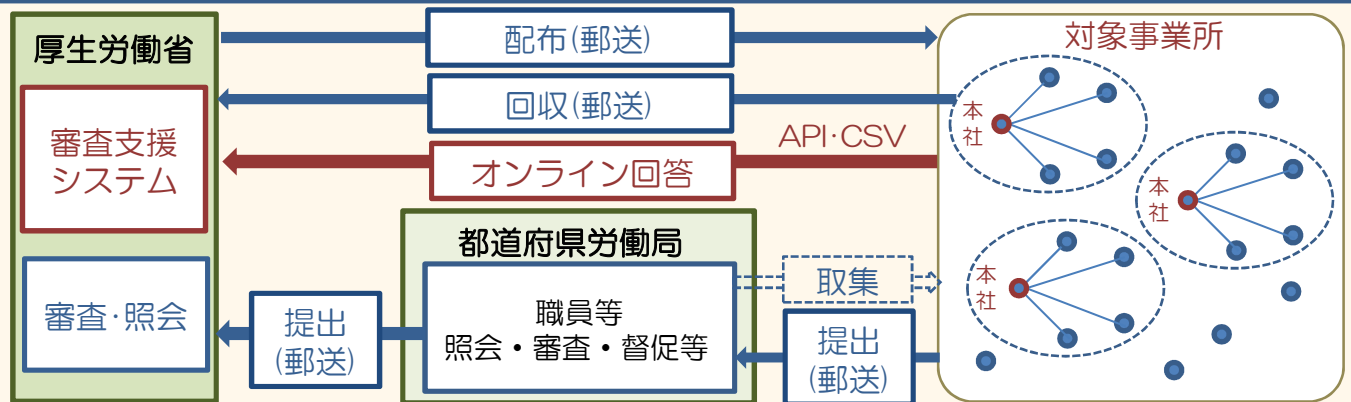 厚生労働省
審査支援
システム
審査・照会
配布(郵送)
回収(郵送)
API・CSV
オンライン回答
都道府県労働局
職員等
照会・審査・督促等
提出
(郵送)
取集
提出
(郵送)
対象事業所
本
社
本
社
本
社